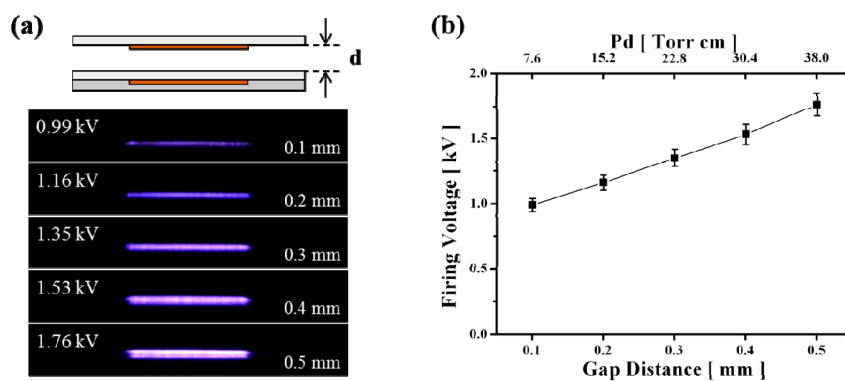 (a)
d
0.99 kV
0.1 mm
1.16 kV
0.2 mm
1.35 kV
0.3 mm
1.53 kV
0.4 mm
1.76 kV
0.5 mm
(b)
Pd [ Torr cm ]
7.6 15.2 22.8 30.4 38.0
Firing Voltage [ kV ]
2.0
1.5
1.0
0.5
0.0
0.1 0.2 0.3 0.4 0.5
Gap Distance [ mm ]